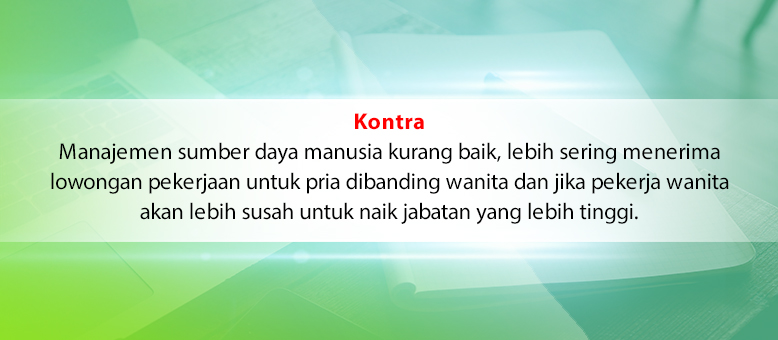 Kontra
Manajemen sumber daya manusia kurang baik, lebih sering menerima
lowongan pekerjaan untuk pria dibanding wanita dan jika pekerja wanita
akan lebih susah untuk naik jabatan yang lebih tinggi.